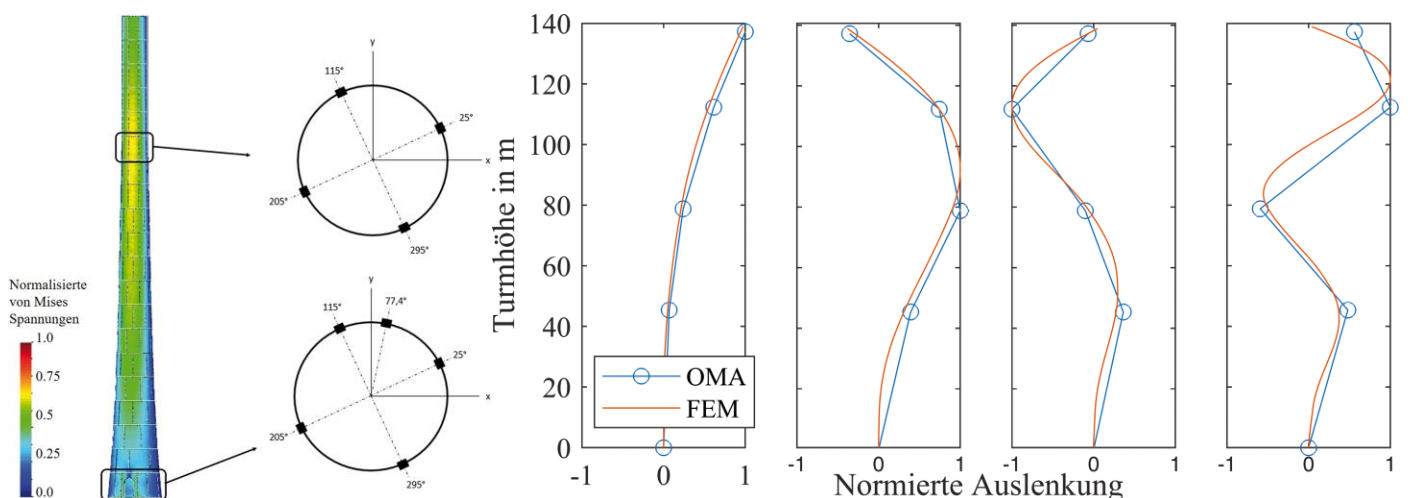 Normalisierte
von Mises
Spannungen
1.0
0.75
0.5
0.25
0.0
y
115°
25°
x
205°
295°
y
115°
77,4°
25°
x
205°
295°
Turmhöhe in m
140
120
100
80
60
40
20
0
OMA
FEM
-1 0 1
-1 0 1
-1 0 1
-1 0 1
Normierte Auslenkung